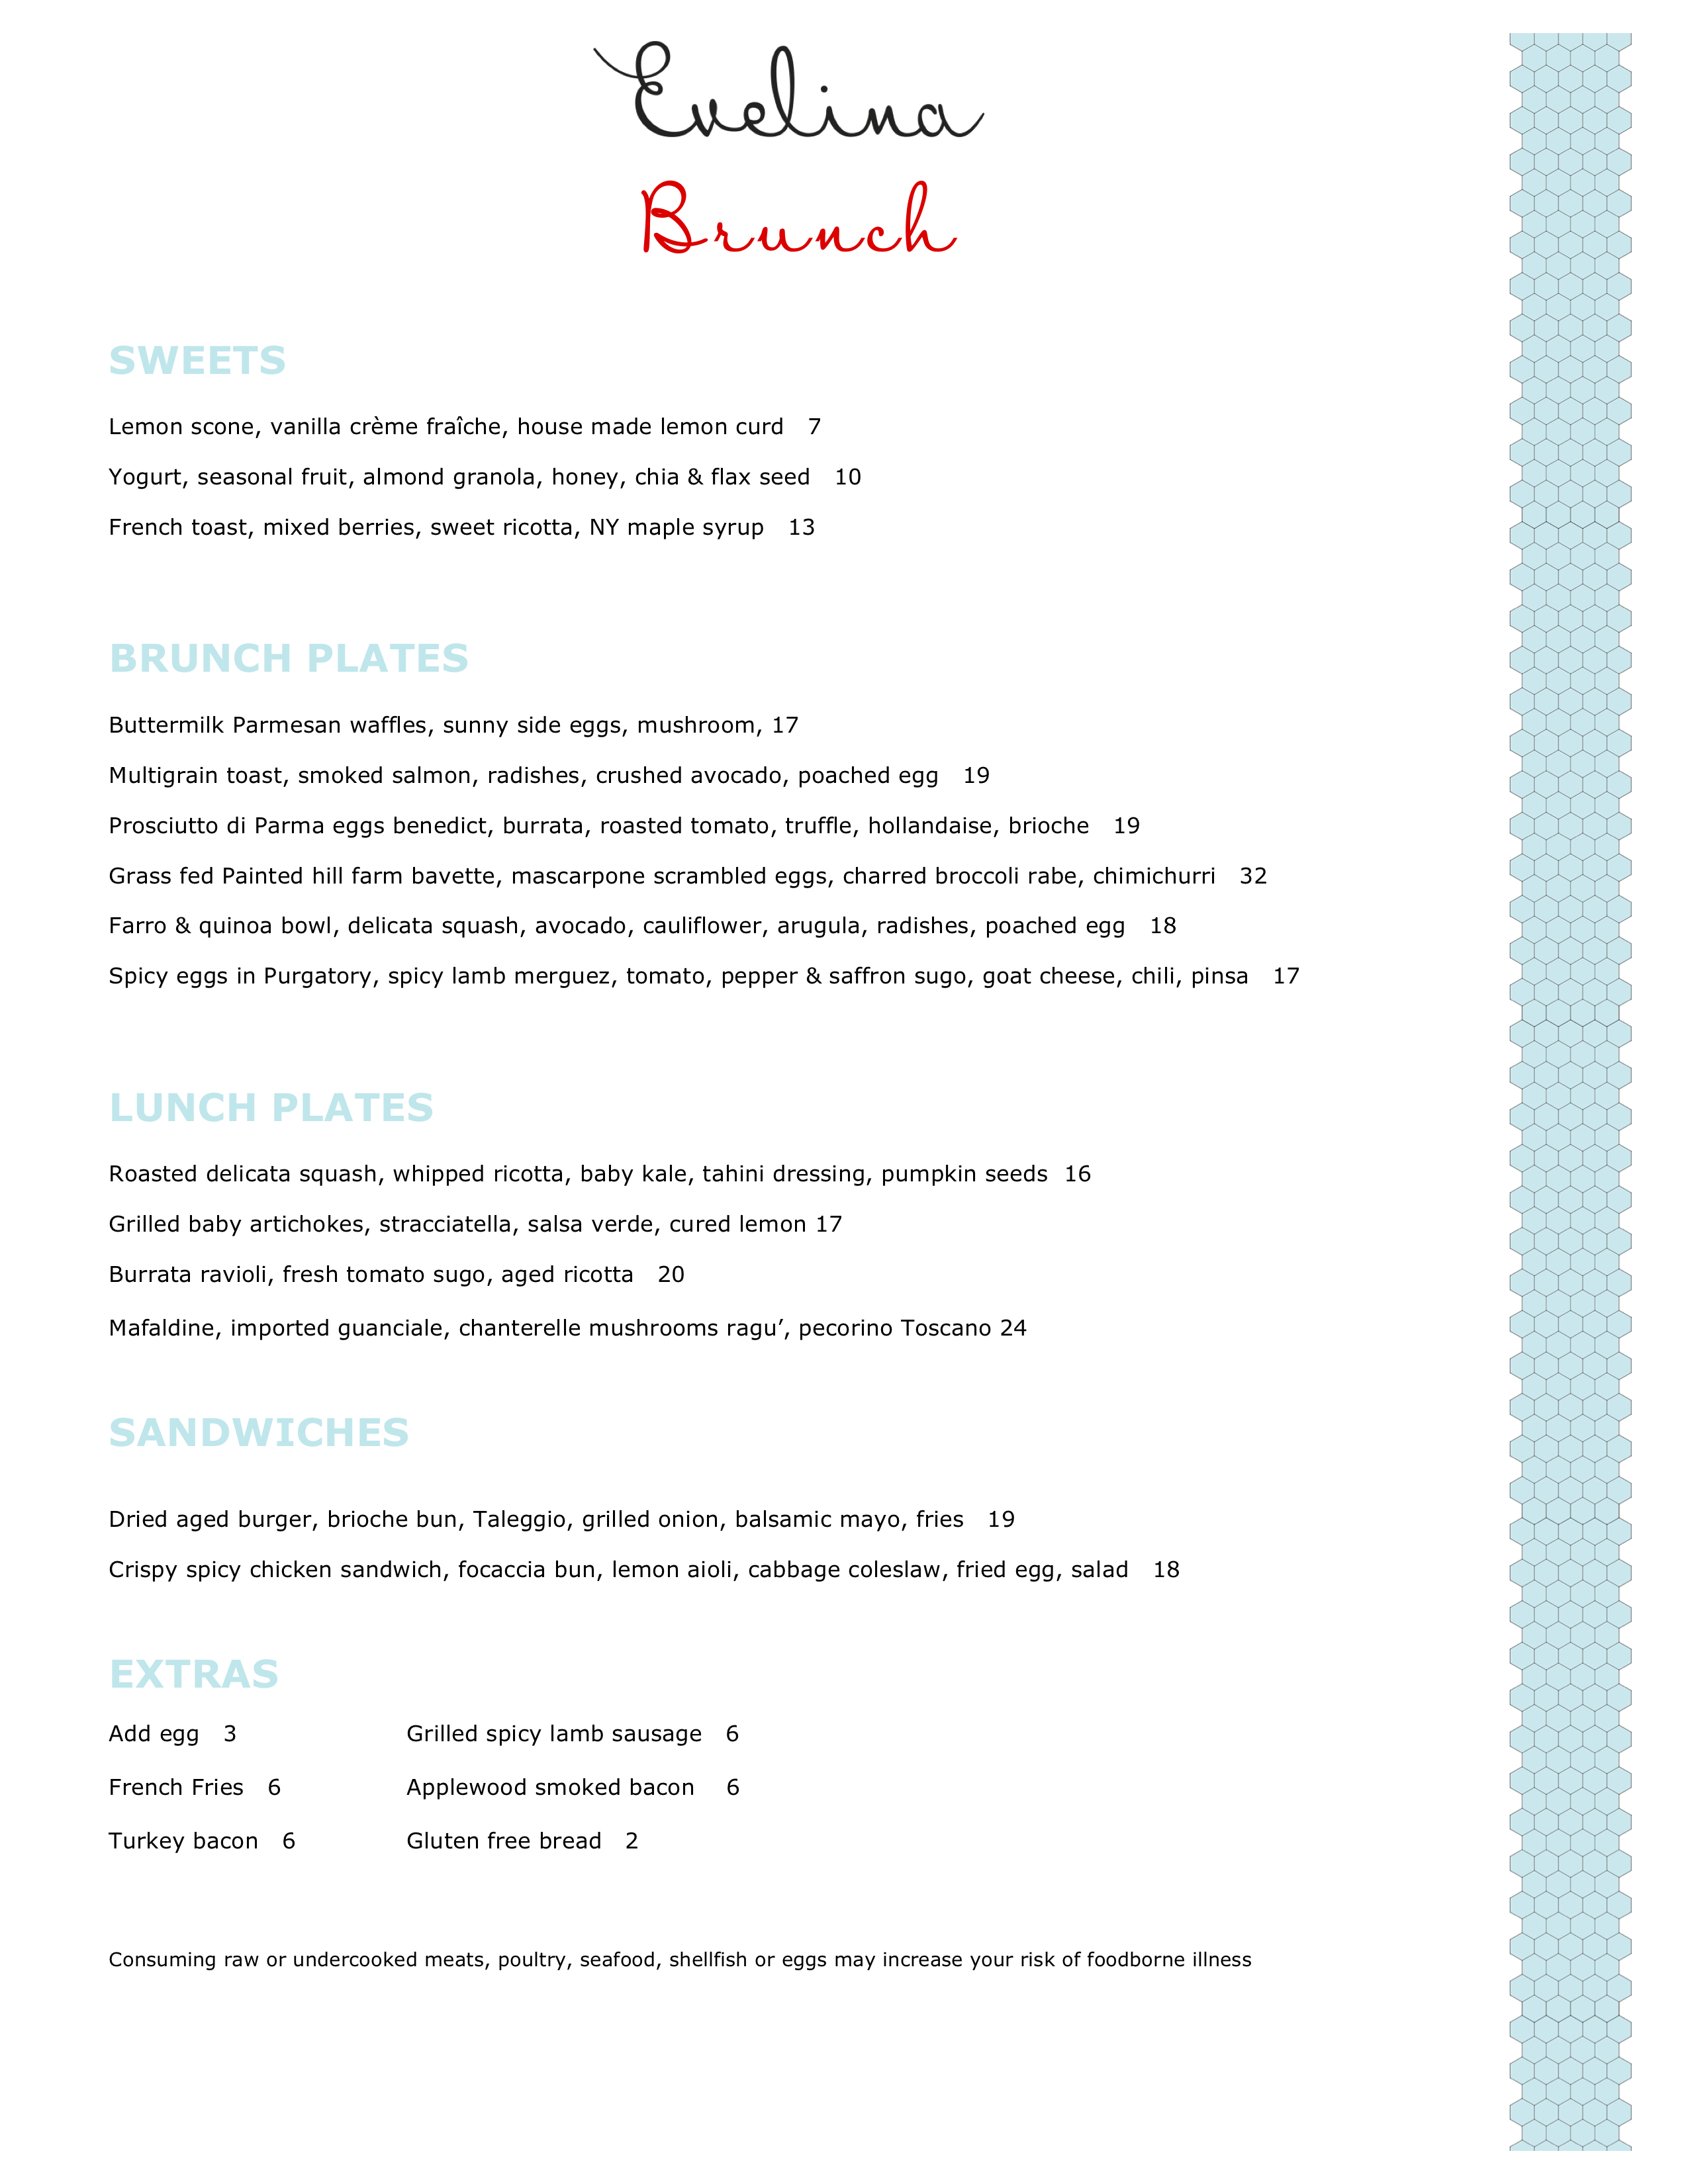 Evelina
Brunch
SWEETS
Lemon scone, vanilla crème fraîche, house made lemon curd 7
Yogurt, seasonal fruit, almond granola, honey, chia & flax seed 10
French toast, mixed berries, sweet ricotta, NY maple syrup 13
BRUNCH PLATES
Buttermilk Parmesan waffles, sunny side eggs, mushroom, 17
Multigrain toast, smoked salmon, radishes, crushed avocado, poached egg 19
Prosciutto di Parma eggs benedict, burrata, roasted tomato, truffle, hollandaise, brioche 19
Grass fed Painted hill farm bavette, mascarpone scrambled eggs, charred broccoli rabe, chimichurri 32
Farro & quinoa bowl, delicata squash, avocado, cauliflower, arugula, radishes, poached egg 18
Spicy eggs in Purgatory, spicy lamb merguez, tomato, pepper & saffron sugo, goat cheese, chili, pinsa 17
LUNCH PLATES
Roasted delicata squash, whipped ricotta, baby kale, tahini dressing, pumpkin seeds 16
Grilled baby artichokes, stracciatella, salsa verde, cured lemon 17
Burrata ravioli, fresh tomato sugo, aged ricotta 20
Mafaldine, imported guanciale, chanterelle mushrooms ragu’, pecorino Toscano 24
SANDWICHES
Dried aged burger, brioche bun, Taleggio, grilled onion, balsamic mayo, fries 19
Crispy spicy chicken sandwich, focaccia bun, lemon aioli, cabbage coleslaw, fried egg, salad 18
EXTRAS
Add egg 3 Grilled spicy lamb sausage 6
French Fries 6 Applewood smoked bacon 6
Turkey bacon 6 Gluten free bread 2
Consuming raw or undercooked meats, poultry, seafood, shellfish or eggs may increase your risk of foodborne illness